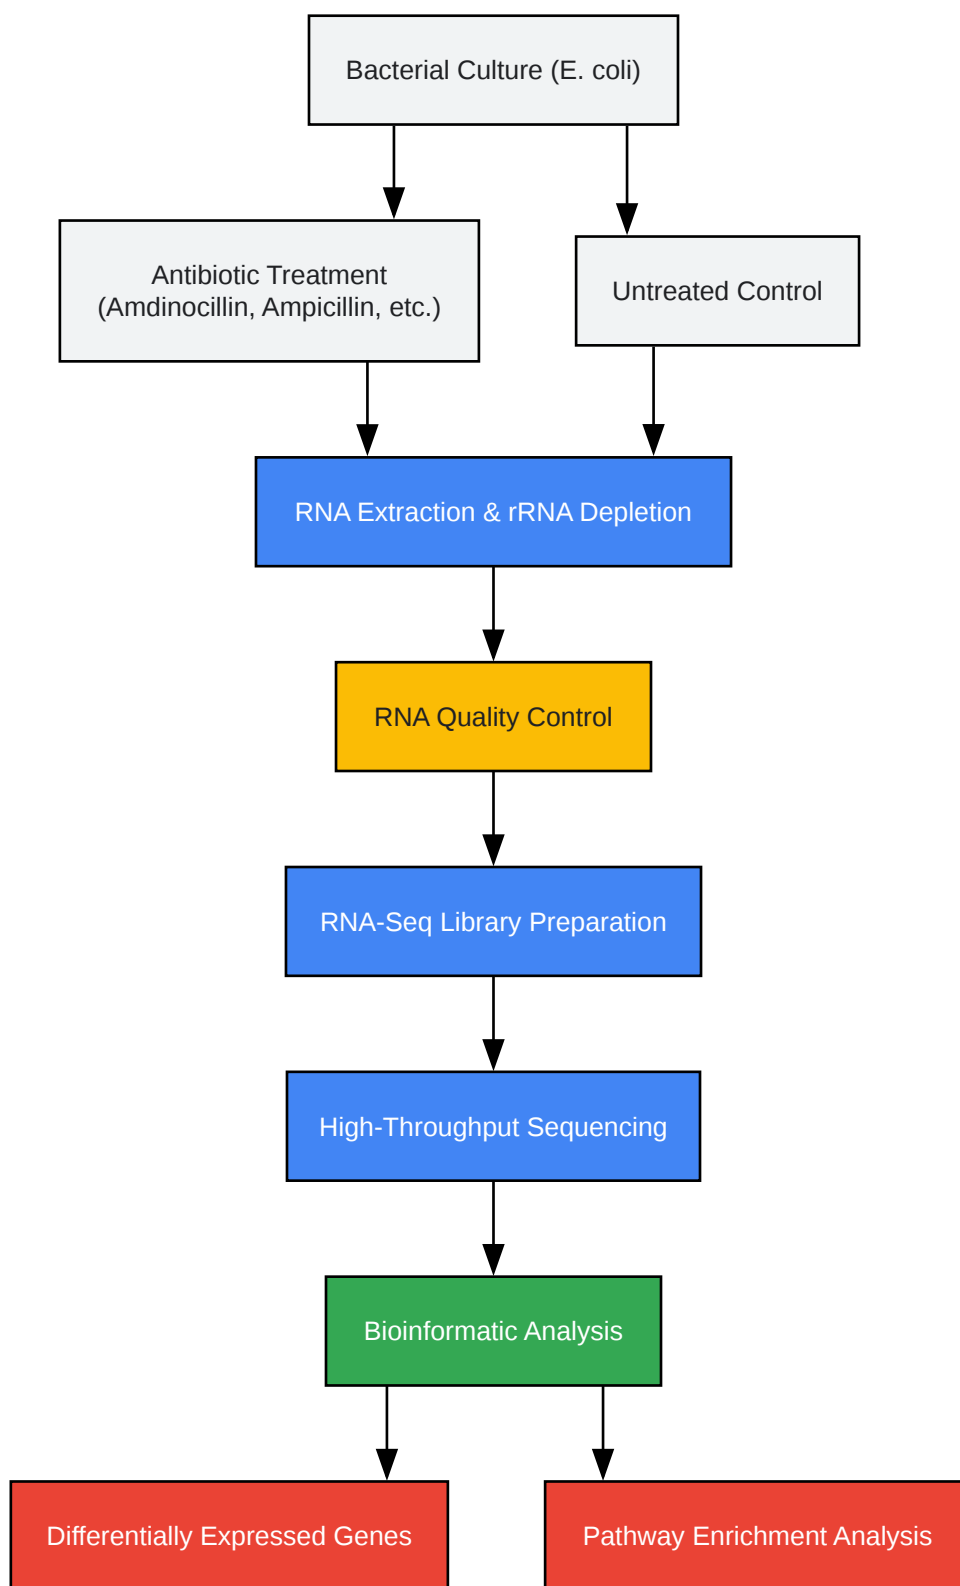 Bacterial Culture (E. coli)
Antibiotic Treatment
(Amdinocillin, Ampicillin, etc.)
Untreated Control
RNA Extraction & rRNA Depletion
RNA Quality Control
RNA-Seq Library Preparation
High-Throughput Sequencing
Bioinformatic Analysis
Differentially Expressed Genes
Pathway Enrichment Analysis